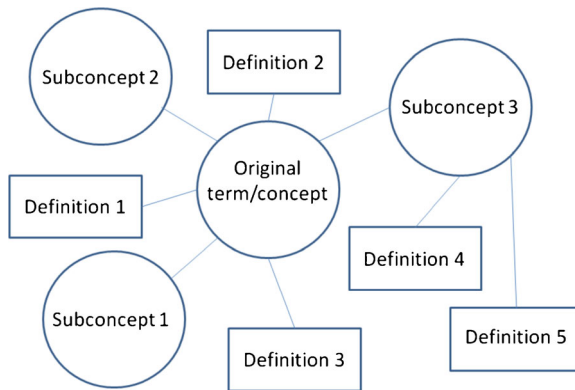 Subconcept 2
Definition 2
Subconcept 3
Original
term/concept
Definition 1
Definition 4
Subconcept 1
Definition 3
Definition 5